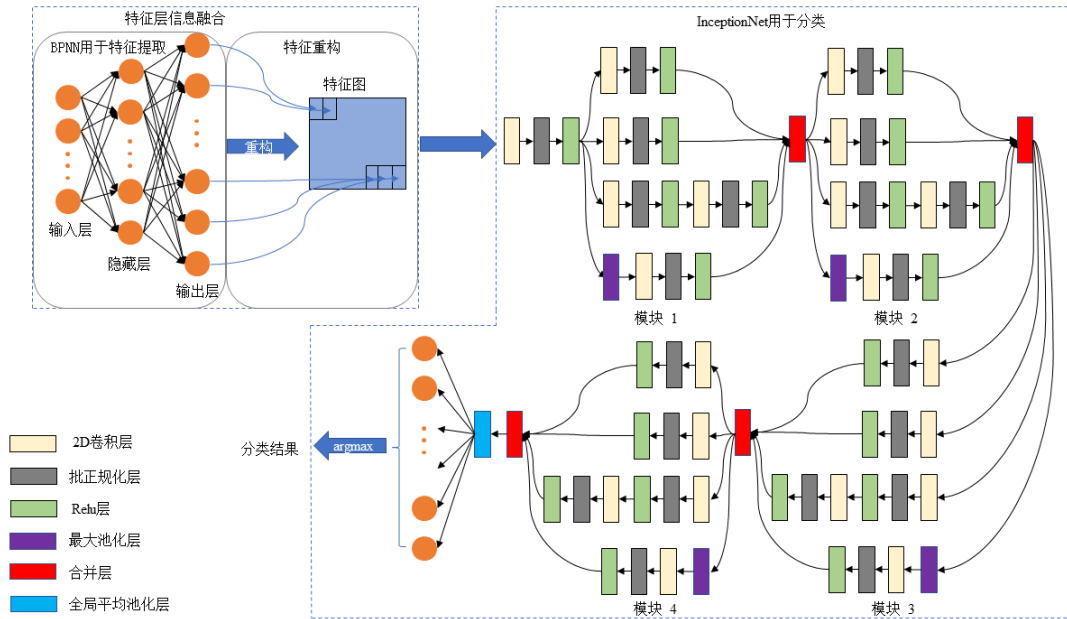 特征层信息融合
BPNN用于特征提取
特征重构
特征图
重构
输入层
隐藏层
输出层
InceptionNet用于分类
模块 1
模块 2
模块 3
模块 4
argmax
分类结果
2D卷积层
批正规化层
Relu层
最大池化层
合并层
全局平均池化层